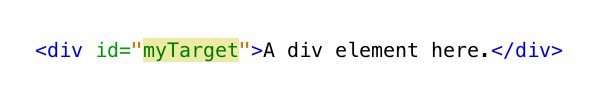 <div id="myTarget">A div element here.</div>